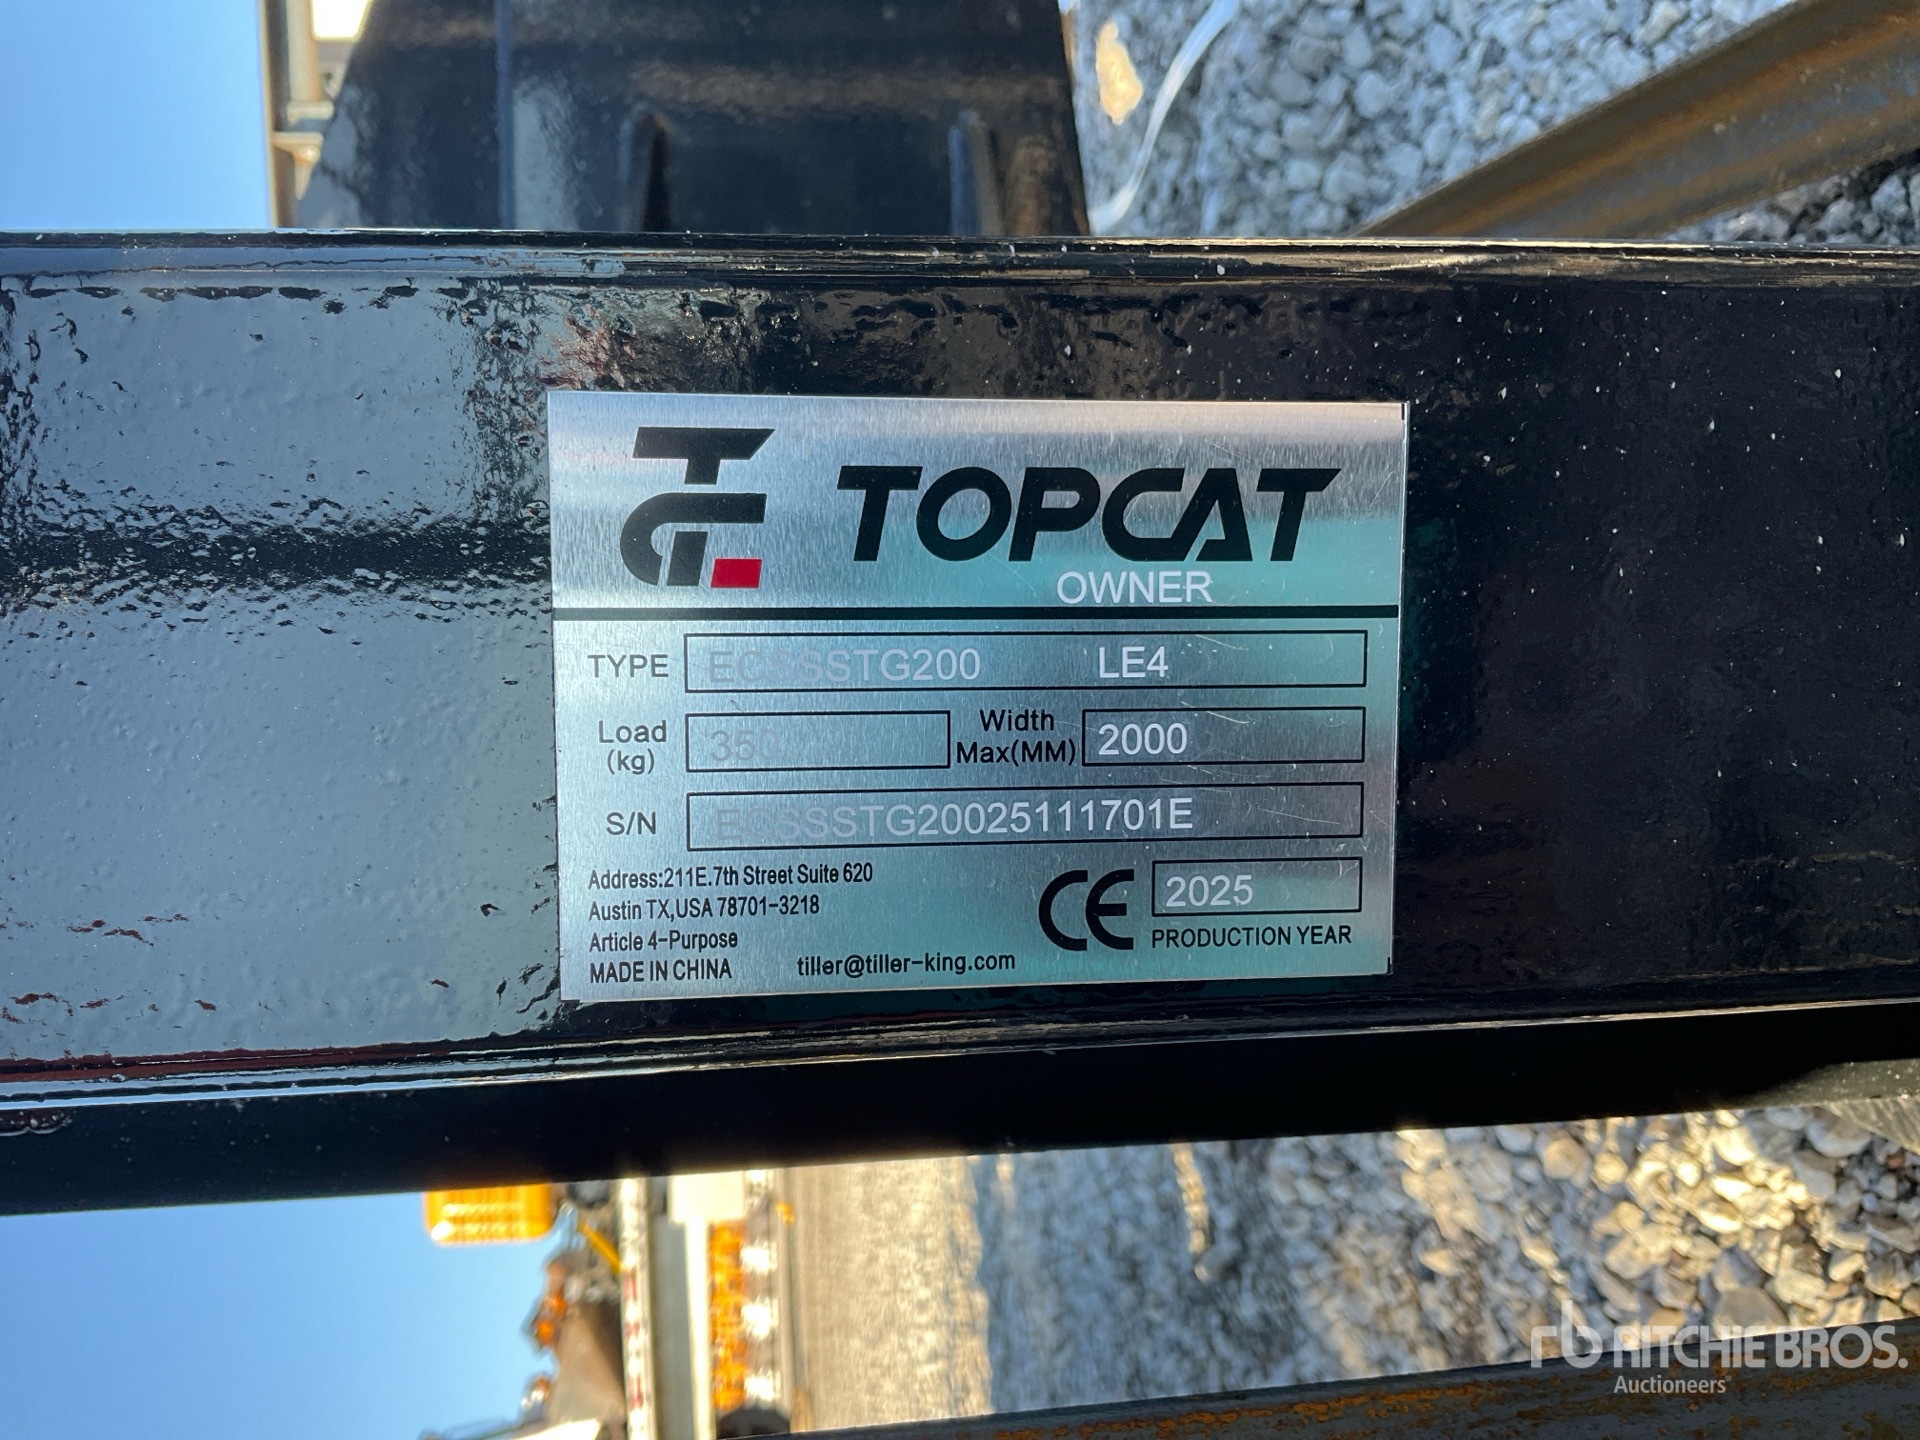 TOPCAT
OWNER
TYPE ECSSSTG200 LE4
Load (kg) 350 Width Max(MM) 2000
S/N ECSSSTG20025111701E
Address:211E.7th Street Suite 620
Austin TX,USA 78701-3218
Article 4-Purpose
MADE IN CHINA
tiller@tiller-king.com
CE 2025
PRODUCTION YEAR
rb RITCHIE BROS.
Auctioneers